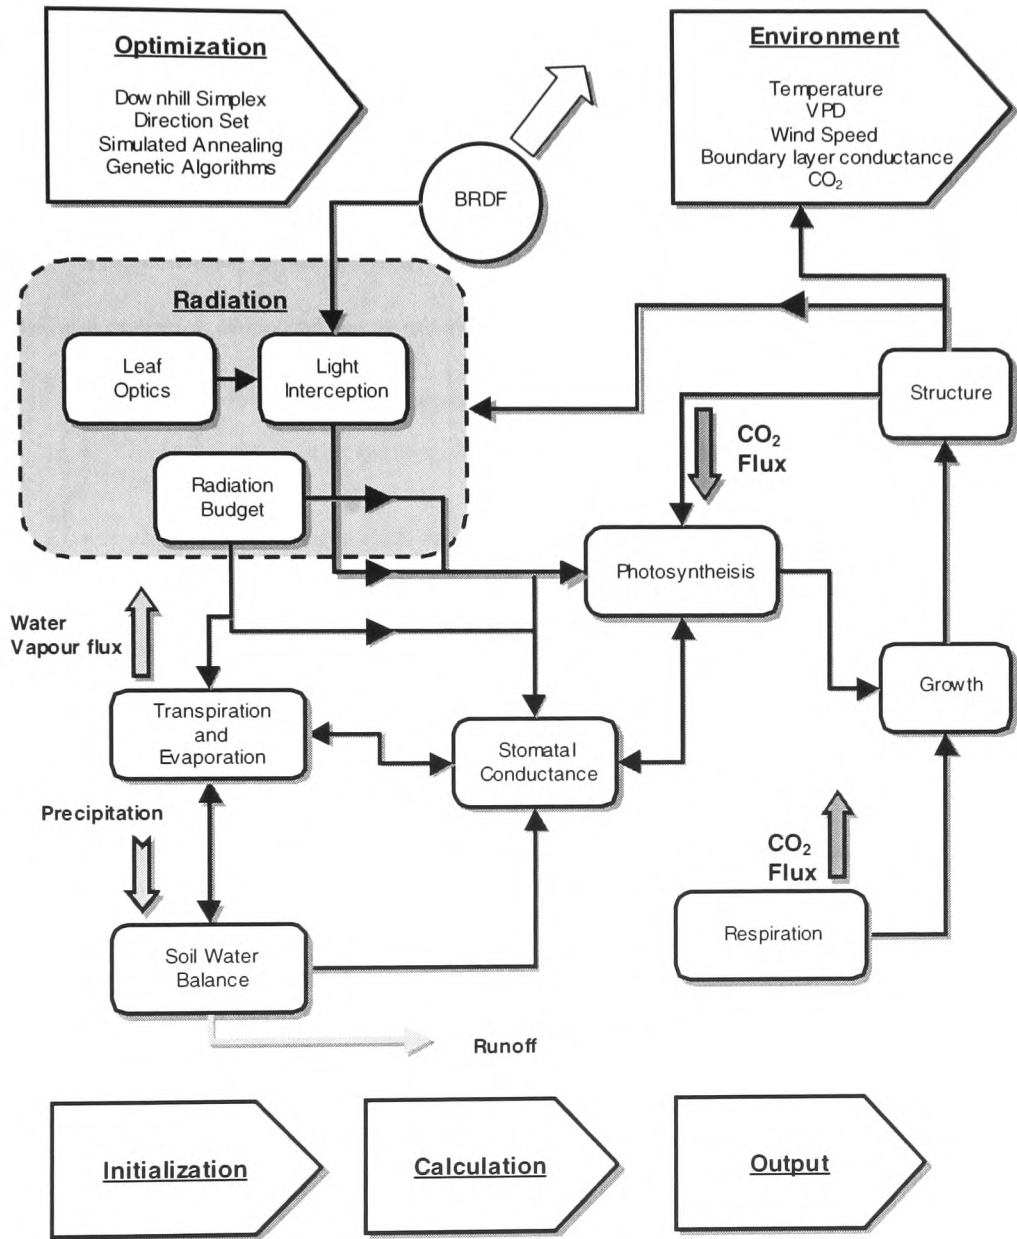 Optimization
Downhill Simplex
Direction Set
Simulated Annealing
Genetic Algorithms
Environment
Temperature
VPD
Wind Speed
Boundary layer conductance
CO₂
BRDF
Radiation
Leaf
Optics
Light
Interception
Radiation
Budget
Structure
CO₂
Flux
Photosyntheisis
Water
Vapour flux
Growth
Transpiration
and
Evaporation
Stomatal
Conductance
Precipitation
CO₂
Flux
Respiration
Soil Water
Balance
Runoff
Initialization
Calculation
Output